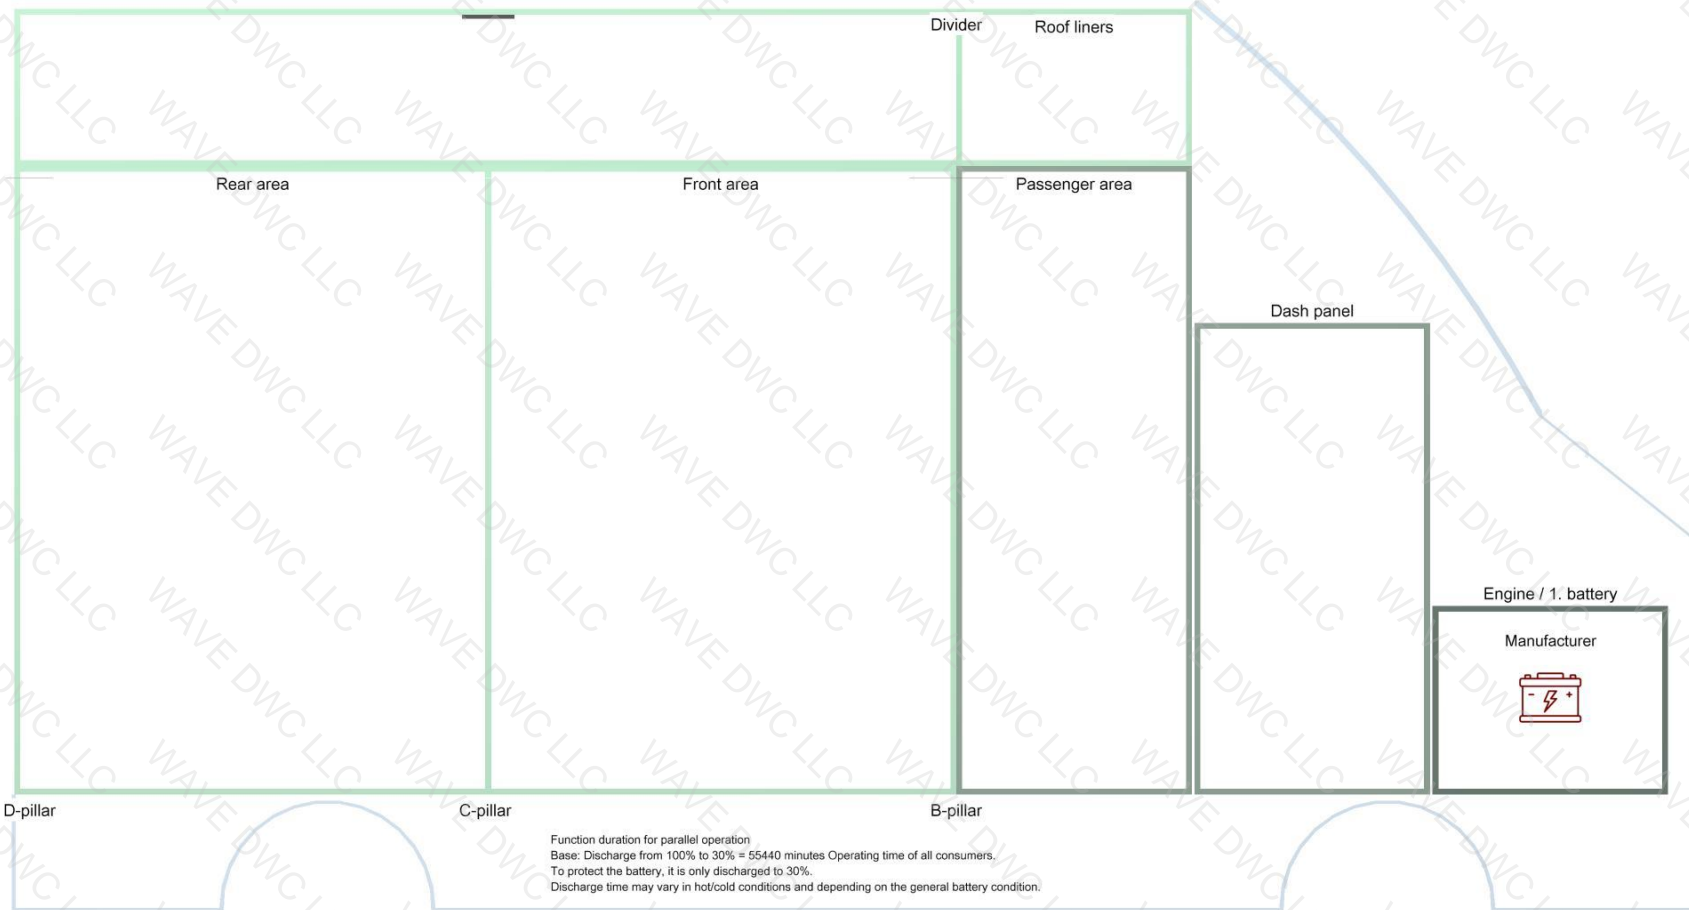 Divider
Roof liners
Rear area
Front area
Passenger area
Dash panel
Engine / 1. battery
Manufacturer
D-pillar
C-pillar
B-pillar
Function duration for parallel operation
Base: Discharge from 100% to 30% = 55440 minutes Operating time of all consumers.
To protect the battery, it is only discharged to 30%.
Discharge time may vary in hot/cold conditions and depending on the general battery condition.
WAVE DWC LLC